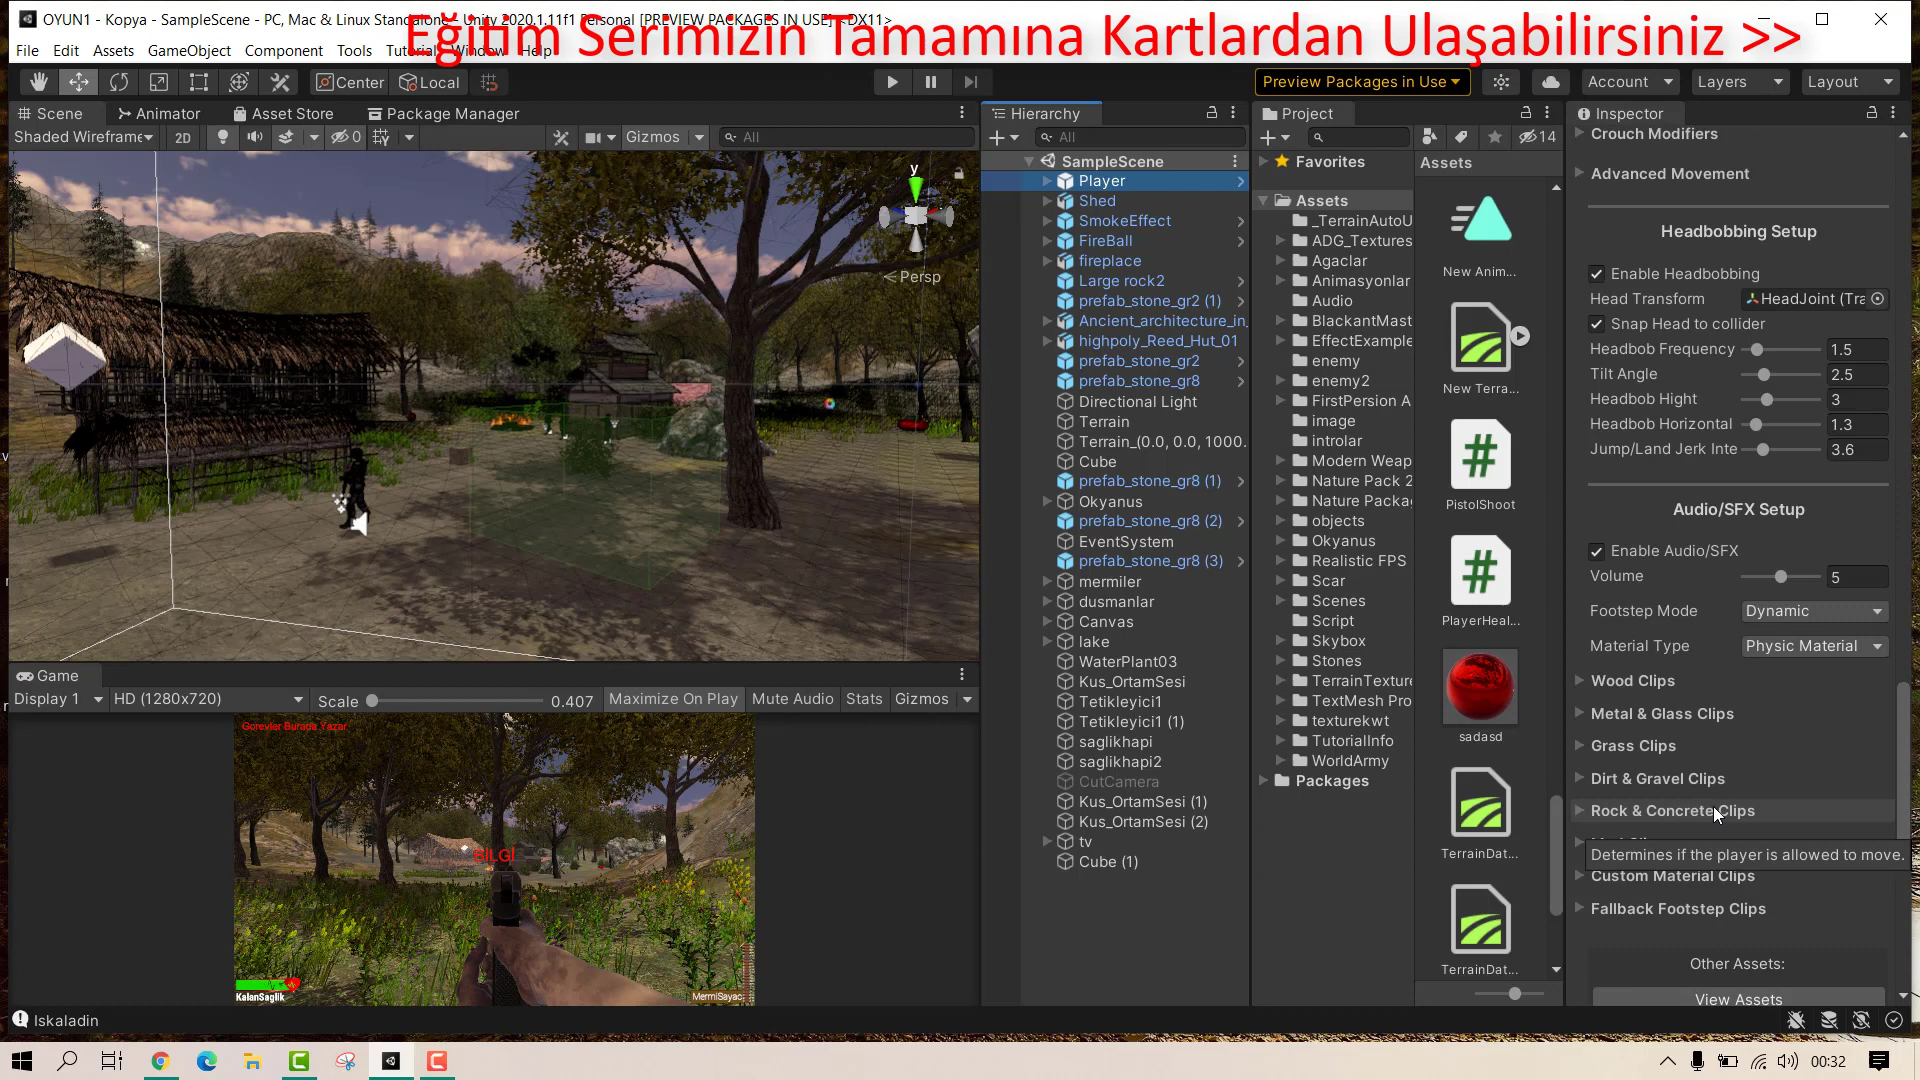 OYUN1 - Kopya - SampleScene - PC, Mac & Linux Standalone - Unity 2020.1.11f1 Personal [PREVIEW PACKAGES IN USE] <DX11>
Eğitim Serimizin Tamamına Kartlardan Ulaşabilirsiniz >>
File Edit Assets GameObject Component Tools Tutorial Window Help
Center Local
Preview Packages in Use
Account
Layers
Layout
Scene
Animator
Asset Store
Package Manager
Shaded Wireframe
2D
0
Gizmos
All
y
Persp
Hierarchy
All
SampleScene
Player
Shed
SmokeEffect
FireBall
fireplace
Large rock2
prefab_stone_gr2 (1)
Ancient_architecture_in
highpoly_Reed_Hut_01
prefab_stone_gr2
prefab_stone_gr8
Directional Light
Terrain
Terrain_(0.0, 0.0, 1000.
Cube
prefab_stone_gr8 (1)
Okyanus
prefab_stone_gr8 (2)
EventSystem
prefab_stone_gr8 (3)
mermiler
dusmanlar
Canvas
lake
WaterPlant03
Kus_OrtamSesi
Tetikleyici1
Tetikleyici1 (1)
saglikhapi
saglikhapi2
CutCamera
Kus_OrtamSesi (1)
Kus_OrtamSesi (2)
tv
Cube (1)
Project
14
Favorites
Assets
_TerrainAutoU
ADG_Textures
Agaclar
Animasyonlar
Audio
BlackantMast
EffectExample
enemy
enemy2
FirstPersion A
image
introlar
Modern Weap
Nature Pack 2
Nature Packa
objects
Okyanus
Realistic FPS
Scar
Scenes
Script
Skybox
Stones
TerrainTexture
TextMesh Pro
texturekwt
TutorialInfo
WorldArmy
Packages
Assets
New Anim...
New Terra...
PistolShoot
PlayerHeal...
sadasd
TerrainDat...
TerrainDat...
Inspector
Crouch Modifiers
Advanced Movement
Headbobbing Setup
Enable Headbobbing
Head Transform HeadJoint (Tra
Snap Head to collider
Headbob Frequency 1.5
Tilt Angle 2.5
Headbob Hight 3
Headbob Horizontal 1.3
Jump/Land Jerk Inte 3.6
Audio/SFX Setup
Enable Audio/SFX
Volume 5
Footstep Mode Dynamic
Material Type Physic Material
Wood Clips
Metal & Glass Clips
Grass Clips
Dirt & Gravel Clips
Rock & Concrete Clips
Determines if the player is allowed to move.
Custom Material Clips
Fallback Footstep Clips
Other Assets:
View Assets
Game
Display 1 HD (1280x720) Scale 0.407 Maximize On Play Mute Audio Stats Gizmos
Gorevler Burada Yazar
BİLGİ
KalanSaglik
MermiSayac
Iskaladin
00:32